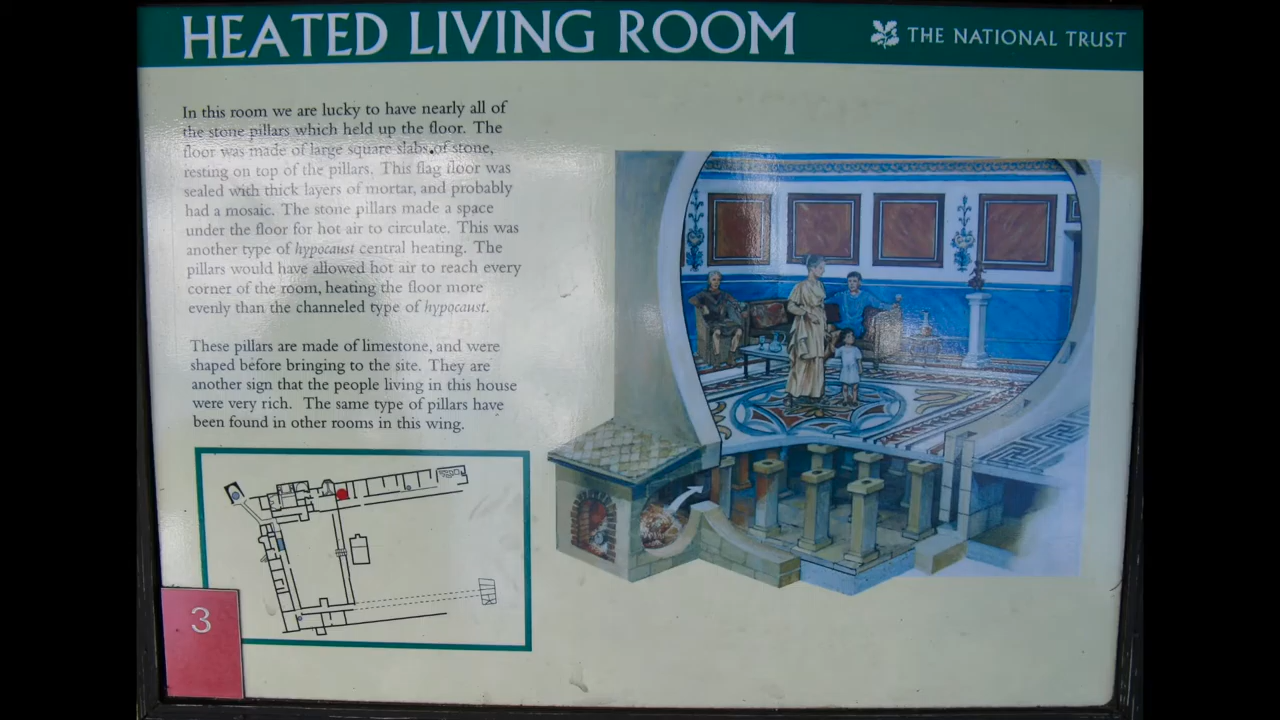 HEATED LIVING ROOM
THE NATIONAL TRUST
In this room we are lucky to have nearly all of
the stone pillars which held up the floor. The
floor was made of large square slabs of stone,
resting on top of the pillars. This flag floor was
sealed with thick layers of mortar, and probably
had a mosaic. The stone pillars made a space
under the floor for hot air to circulate. This was
another type of hypocaust central heating. The
pillars would have allowed hot air to reach every
corner of the room, heating the floor more
evenly than the channeled type of hypocaust.
These pillars are made of limestone, and were
shaped before bringing to the site. They are
another sign that the people living in this house
were very rich. The same type of pillars have
been found in other rooms in this wing.
3